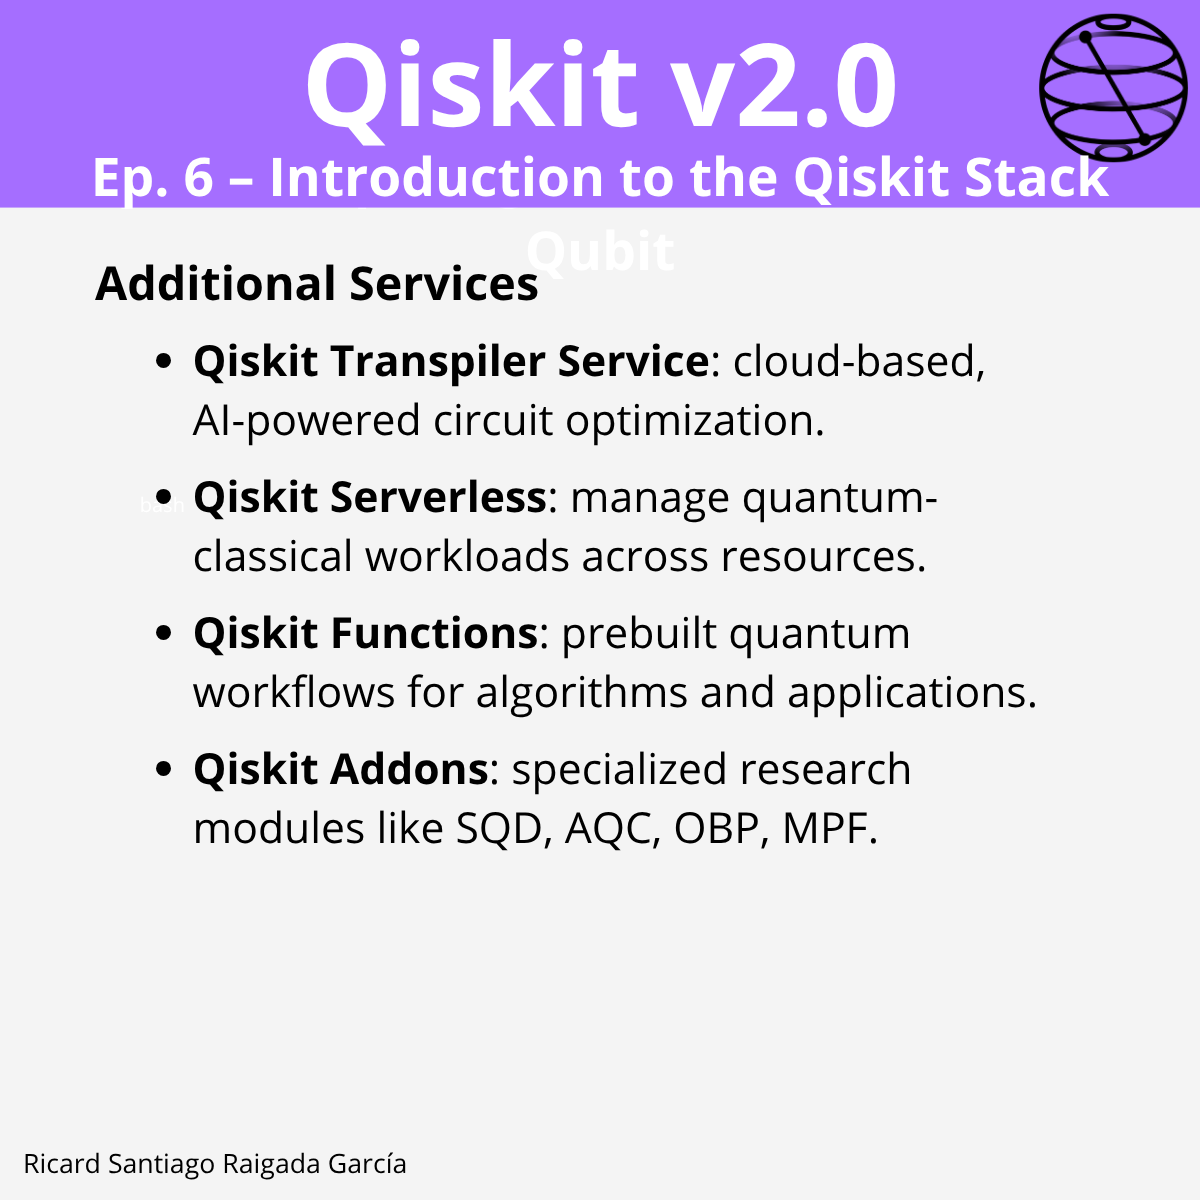 Qiskit v2.0
Ep. 6 – Introduction to the Qiskit Stack
Qubit
Additional Services
• Qiskit Transpiler Service: cloud-based,
AI-powered circuit optimization.
bash
• Qiskit Serverless: manage quantum-
classical workloads across resources.
• Qiskit Functions: prebuilt quantum
workflows for algorithms and applications.
• Qiskit Addons: specialized research
modules like SQD, AQC, OBP, MPF.
Ricard Santiago Raigada García